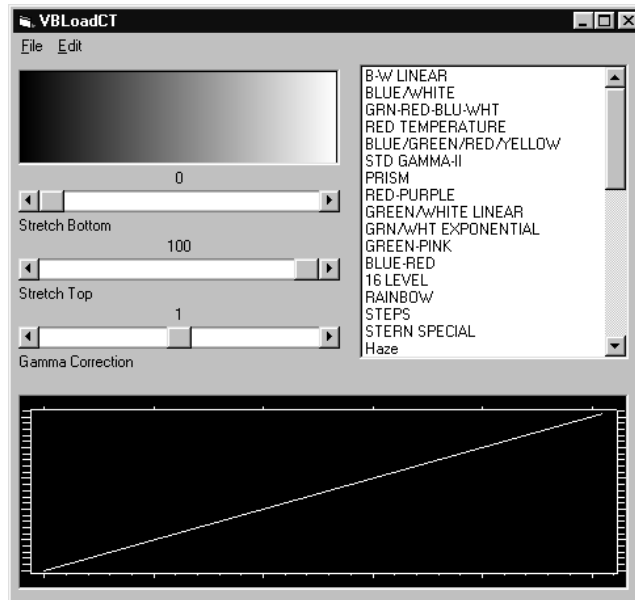 VBLoadCT
File Edit
0
Stretch Bottom
100
Stretch Top
1
Gamma Correction
B-W LINEAR
BLUE/WHITE
GRN-RED-BLU-WHT
RED TEMPERATURE
BLUE/GREEN/RED/YELLOW
STD GAMMA-II
PRISM
RED-PURPLE
GREEN/WHITE LINEAR
GRN/WHT EXPONENTIAL
GREEN-PINK
BLUE-RED
16 LEVEL
RAINBOW
STEPS
STERN SPECIAL
Haze